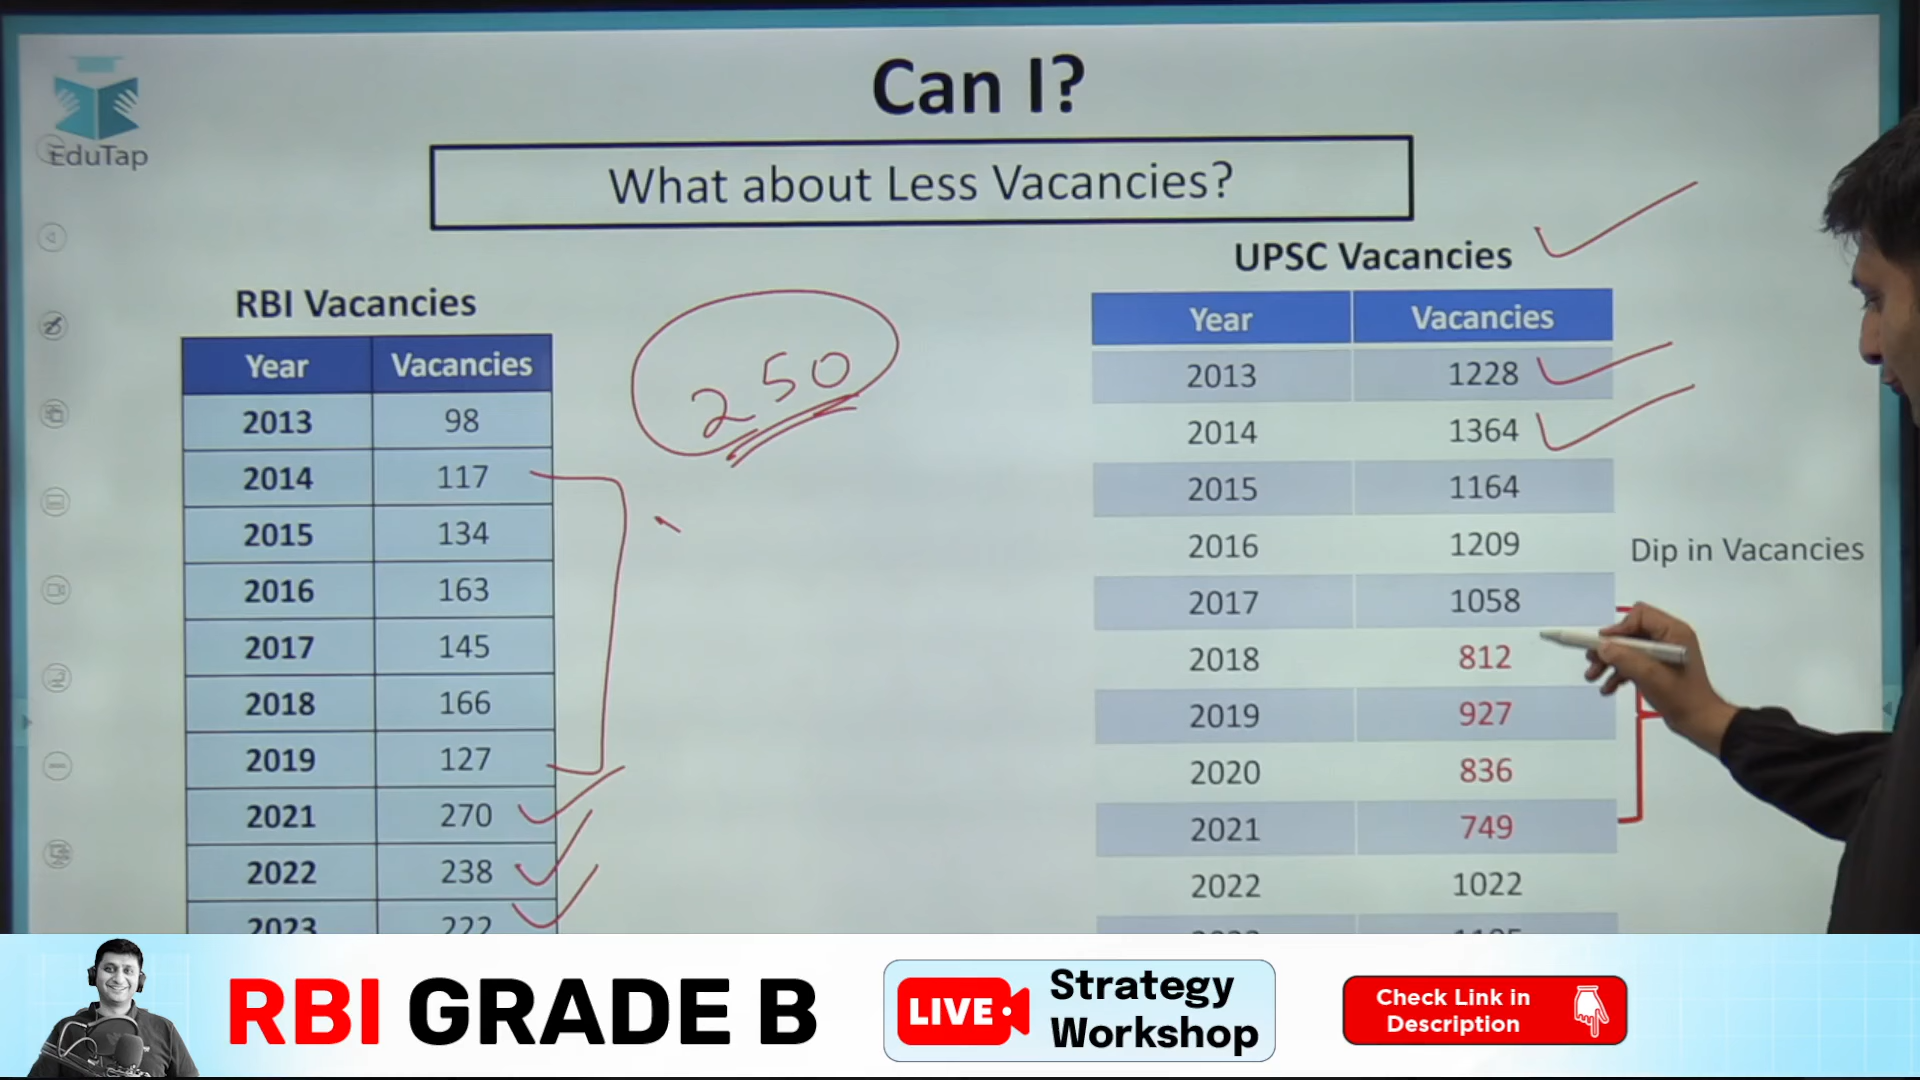 Can I?
EduTap
What about Less Vacancies?
RBI Vacancies
Year Vacancies
2013 98
2014 117
2015 134
2016 163
2017 145
2018 166
2019 127
2021 270
2022 238
2023 222
250
UPSC Vacancies
Year Vacancies
2013 1228
2014 1364
2015 1164
2016 1209
2017 1058
2018 812
2019 927
2020 836
2021 749
2022 1022
Dip in Vacancies
RBI GRADE B
LIVE
Strategy
Workshop
Check Link in
Description